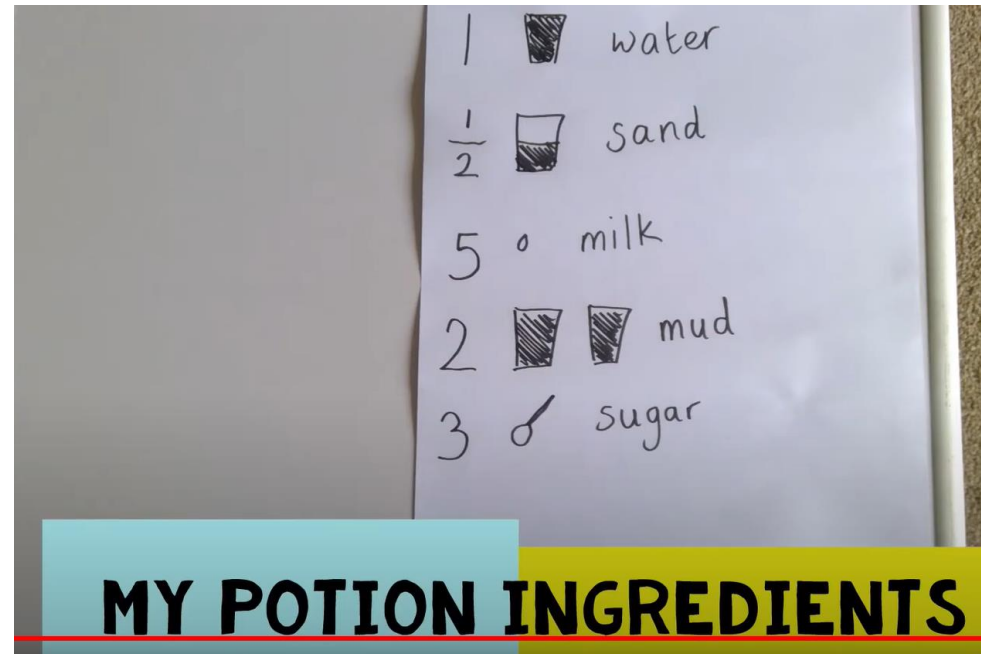 1 water
1/2 sand
5 milk
2 mud
3 sugar
MY POTION INGREDIENTS